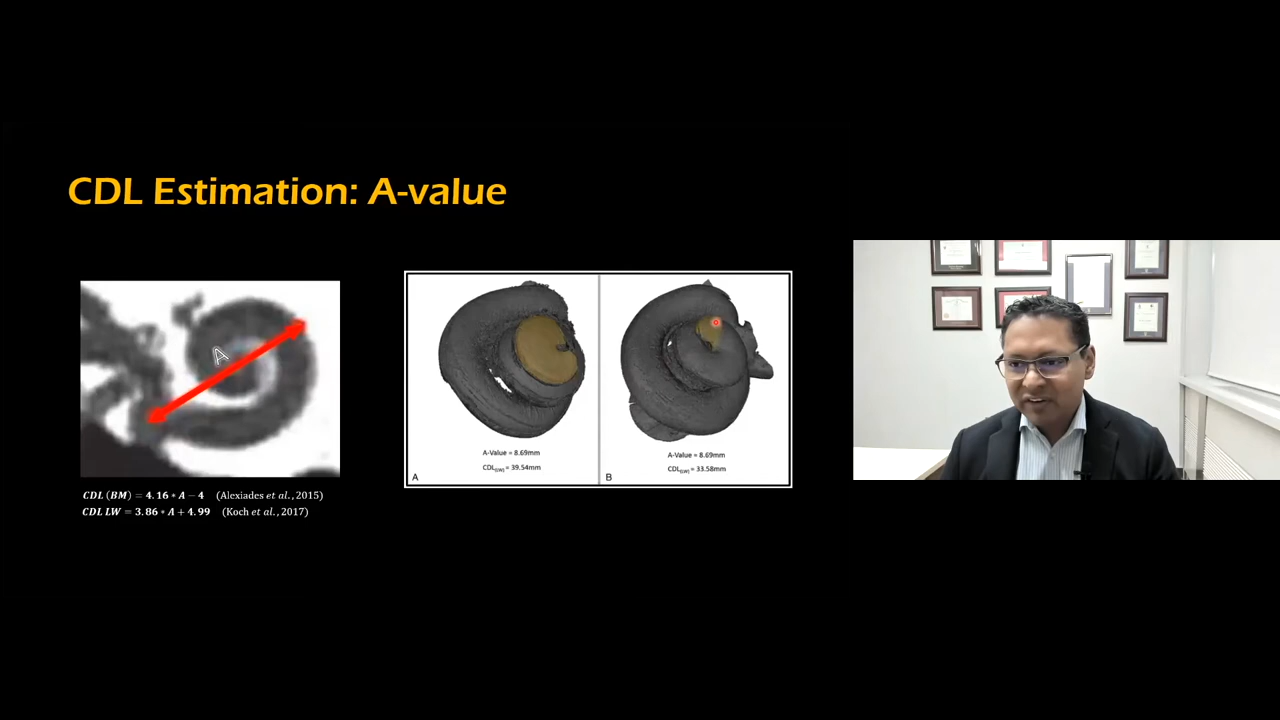 CDL Estimation: A-value
A
CDL (BM) = 4.16 * A − 4 (Alexiades et al., 2015)
CDL LW = 3.86 * A + 4.99 (Koch et al., 2017)
A-Value = 8.69mm
CDL(LW) = 39.54mm
A
A-Value = 8.69mm
CDL(LW) = 33.58mm
B